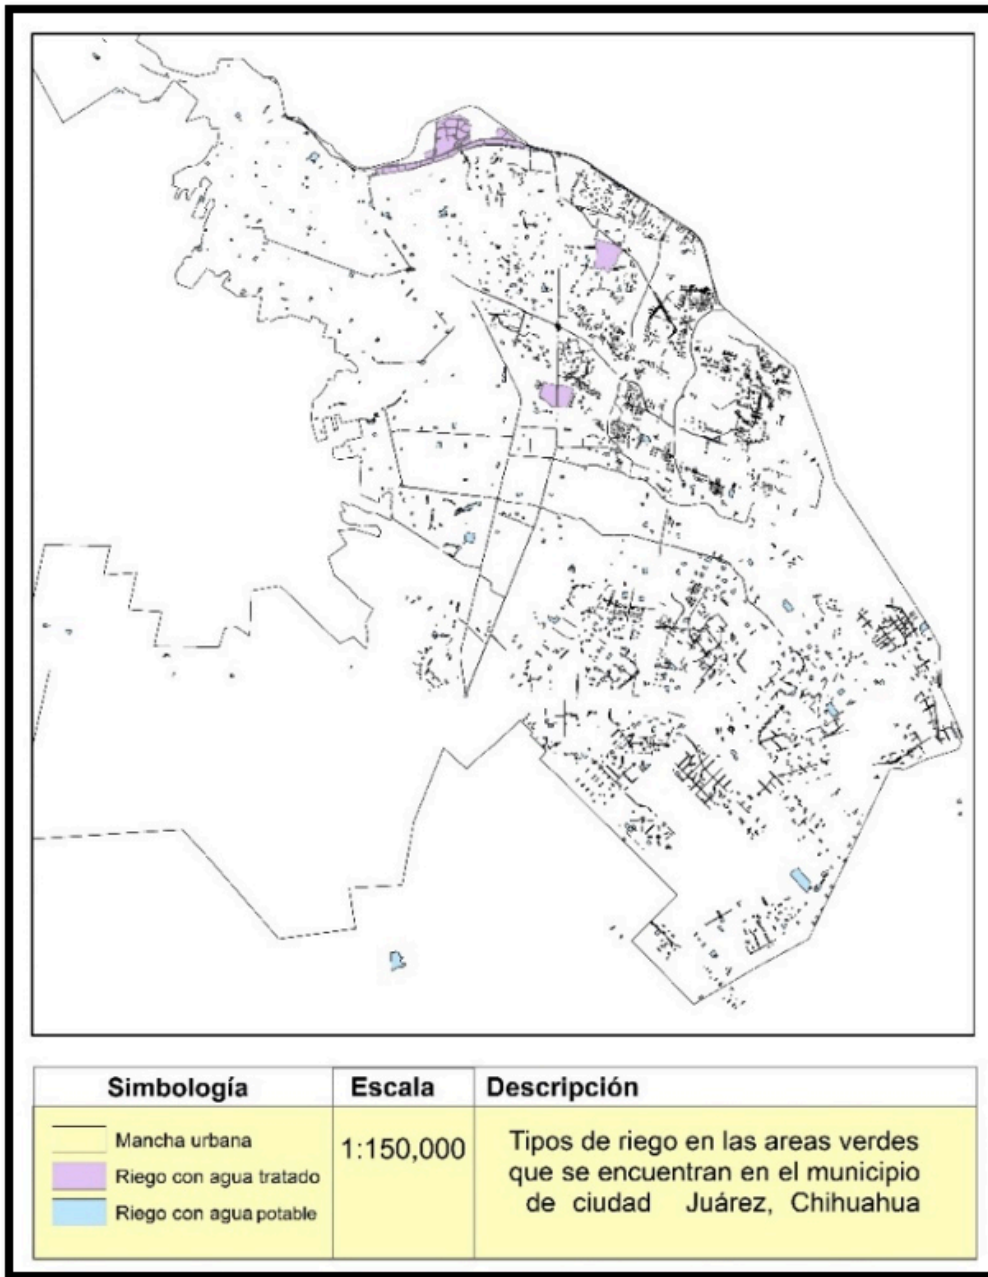 Simbología
Escala
Descripción
Mancha urbana
Riego con agua tratado
Riego con agua potable
1:150,000
Tipos de riego en las areas verdes
que se encuentran en el municipio
de ciudad Juárez, Chihuahua